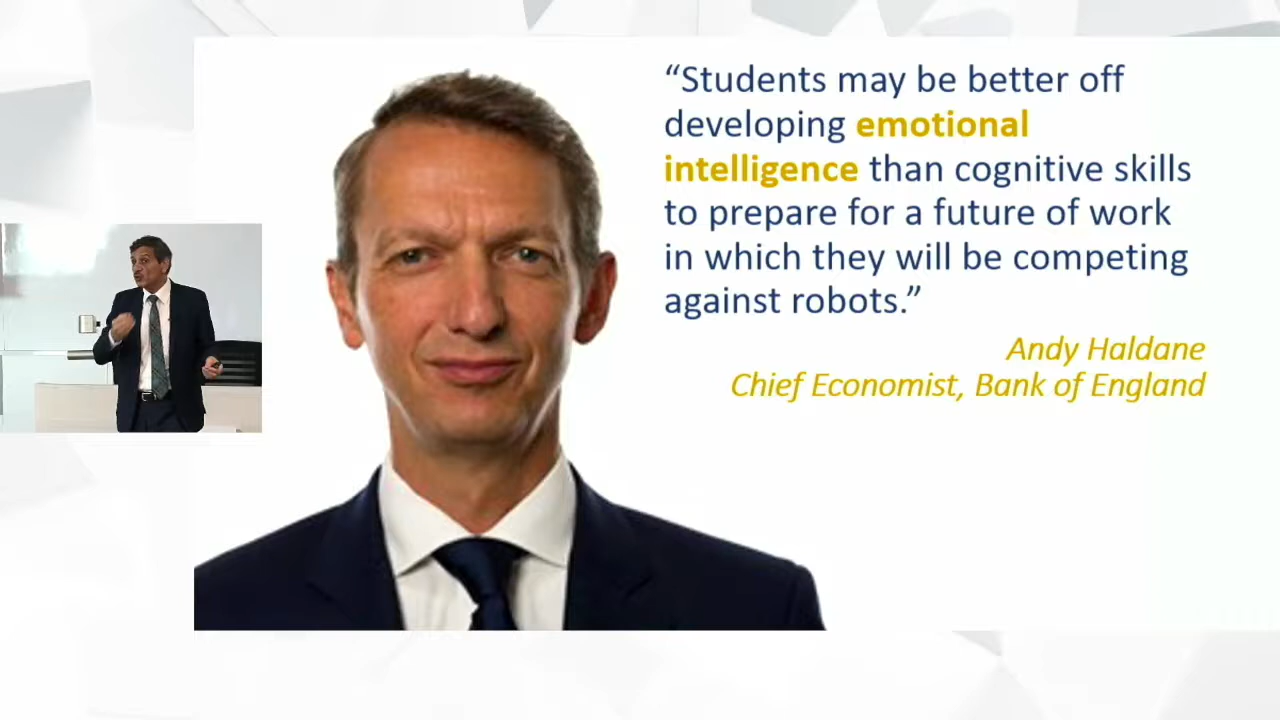 “Students may be better off
developing emotional
intelligence than cognitive skills
to prepare for a future of work
in which they will be competing
against robots.”
Andy Haldane
Chief Economist, Bank of England